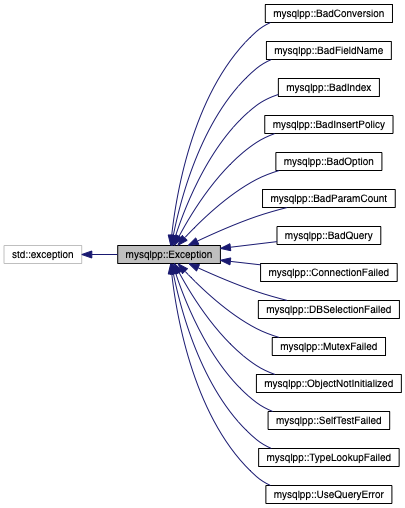 mysqlpp::BadConversion
mysqlpp::BadFieldName
mysqlpp::BadIndex
mysqlpp::BadInsertPolicy
mysqlpp::BadOption
mysqlpp::BadParamCount
mysqlpp::BadQuery
std::exception
mysqlpp::Exception
mysqlpp::ConnectionFailed
mysqlpp::DBSelectionFailed
mysqlpp::MutexFailed
mysqlpp::ObjectNotInitialized
mysqlpp::SelfTestFailed
mysqlpp::TypeLookupFailed
mysqlpp::UseQueryError